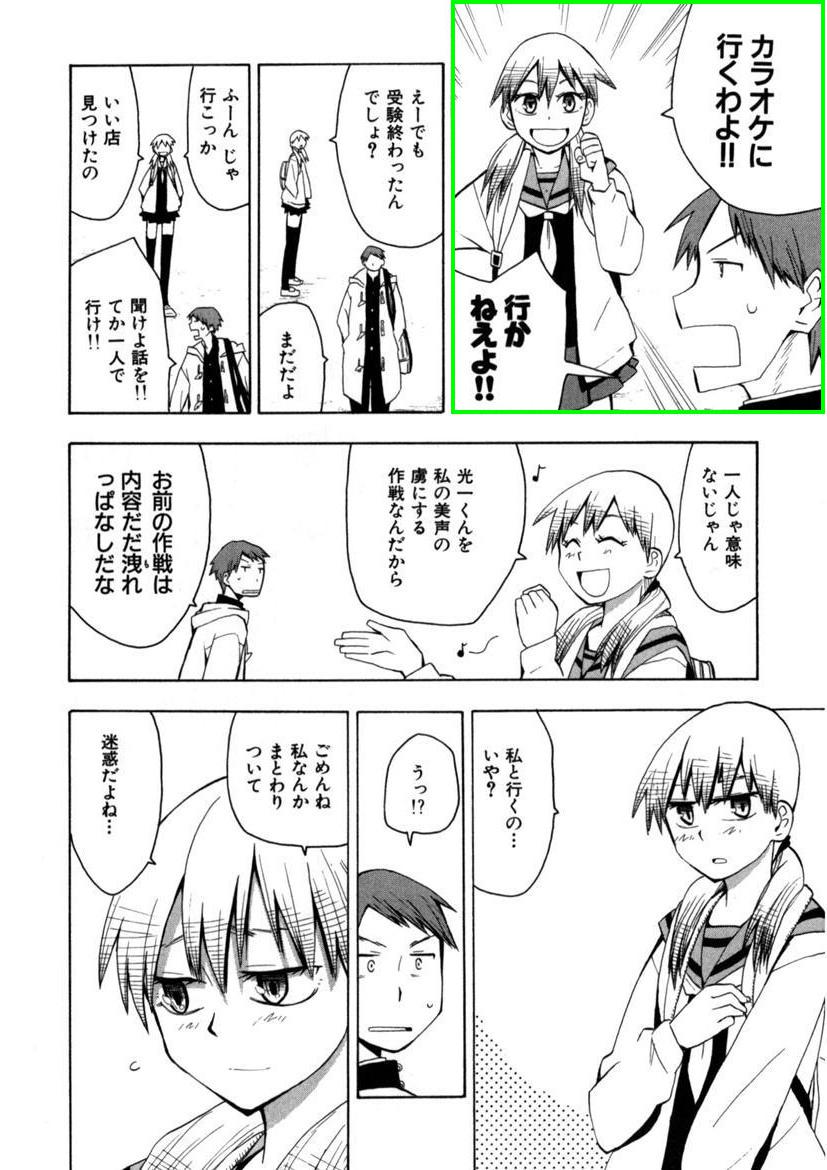 カラオケに
行くわよ!!
行か
ねえよ!!
えーでも
受験終わったん
でしょ?
まだだよ
ふーん じゃ
行こっか
いい店
見つけたの
聞けよ話を!!
てか一人で
行け!!
一人じゃ意味
ないじゃん
光一くんを
私の美声の
虜にする
作戦なんだから
お前の作戦は
内容だだ洩れ
も
っぱなしだな
私と行くの…
いや?
うっ!?
ごめんね
私なんか
まとわり
ついて
迷惑だよね…